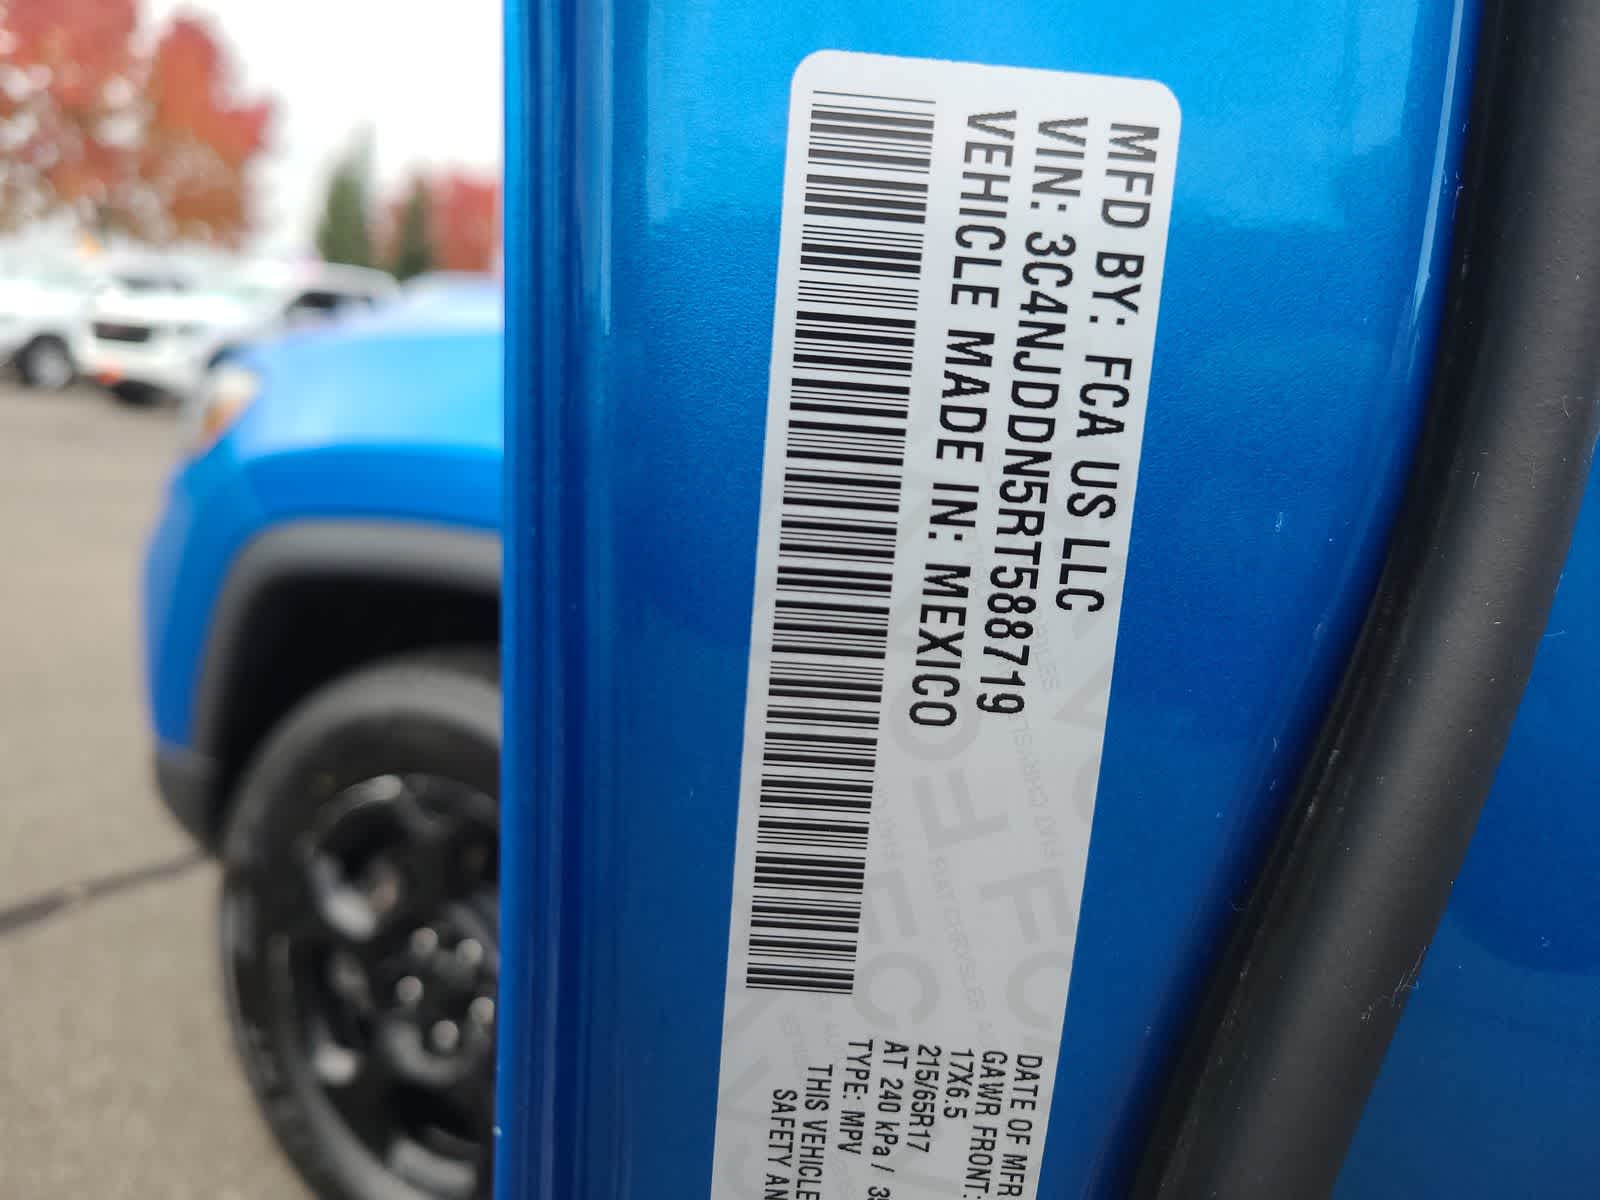 MFD BY: FCA US LLC
VIN: 3C4NJDDN5RT588719
VEHICLE MADE IN: MEXICO
DATE OF MFR
GAWR FRONT:
17X6.5
215/65R17
AT 240 kPa /
TYPE: MPV
THIS VEHICLE
SAFETY AN